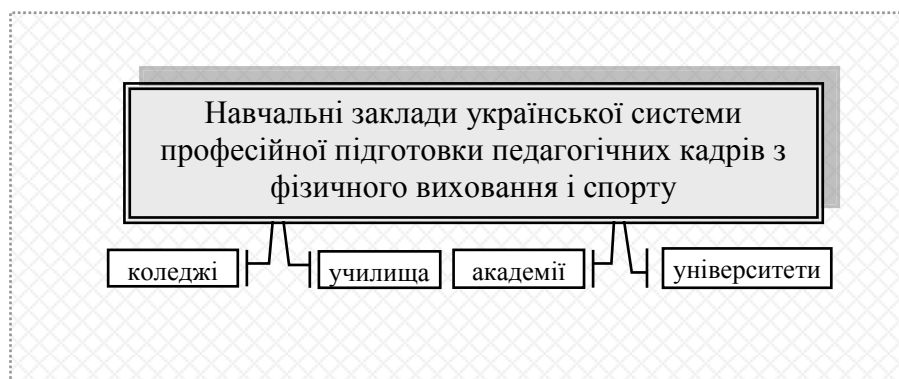 Навчальні заклади української системи
професійної підготовки педагогічних кадрів з
фізичного виховання і спорту
коледжі
училища
академії
університети